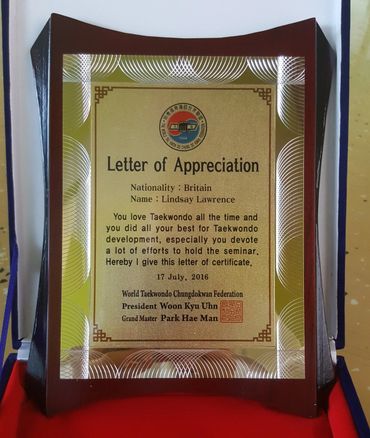 Letter of Appreciation
Nationality : Britain
Name : Lindsay Lawrence
You love Taekwondo all the time and
you did all your best for Taekwondo
development, especially you devote
a lot of efforts to hold the seminar.
Hereby I give this letter of certificate.
17 July, 2016
World Taekwondo Chungdokwan Federation
President Woon Kyu Uhn
Grand Master Park Hae Man